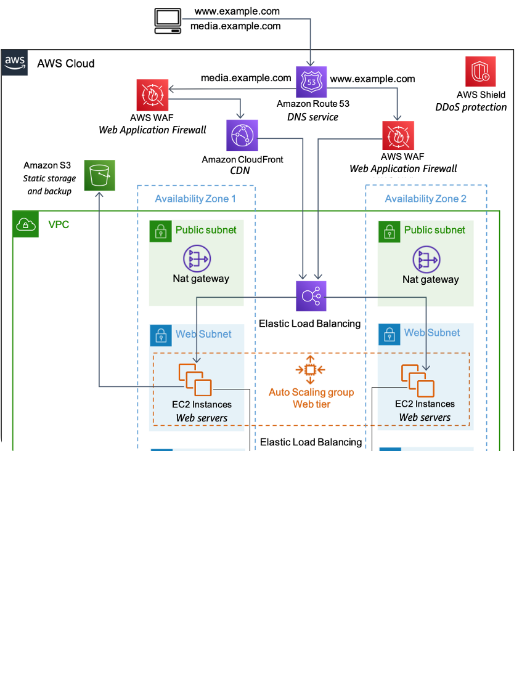 www.example.com
media.example.com
aws
AWS Cloud
media.example.com
www.example.com
53
Amazon Route 53
DNS service
AWS Shield
DDoS protection
AWS WAF
Web Application Firewall
Amazon CloudFront
CDN
AWS WAF
Web Application Firewall
Amazon S3
Static storage
and backup
Availability Zone 1
Availability Zone 2
VPC
Public subnet
Nat gateway
Public subnet
Nat gateway
Elastic Load Balancing
Web Subnet
Web Subnet
Auto Scaling group
Web tier
EC2 Instances
Web servers
EC2 Instances
Web servers
Elastic Load Balancing